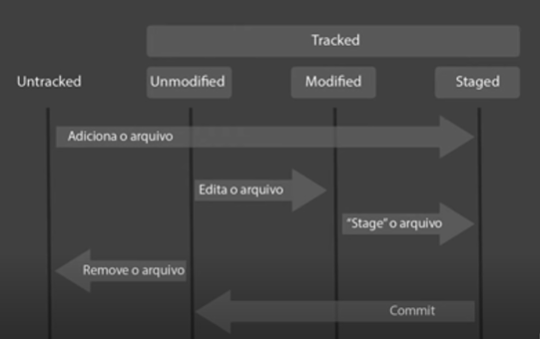 Tracked
Untracked
Unmodified
Modified
Staged
Adiciona o arquivo
Edita o arquivo
“Stage” o arquivo
Remove o arquivo
Commit